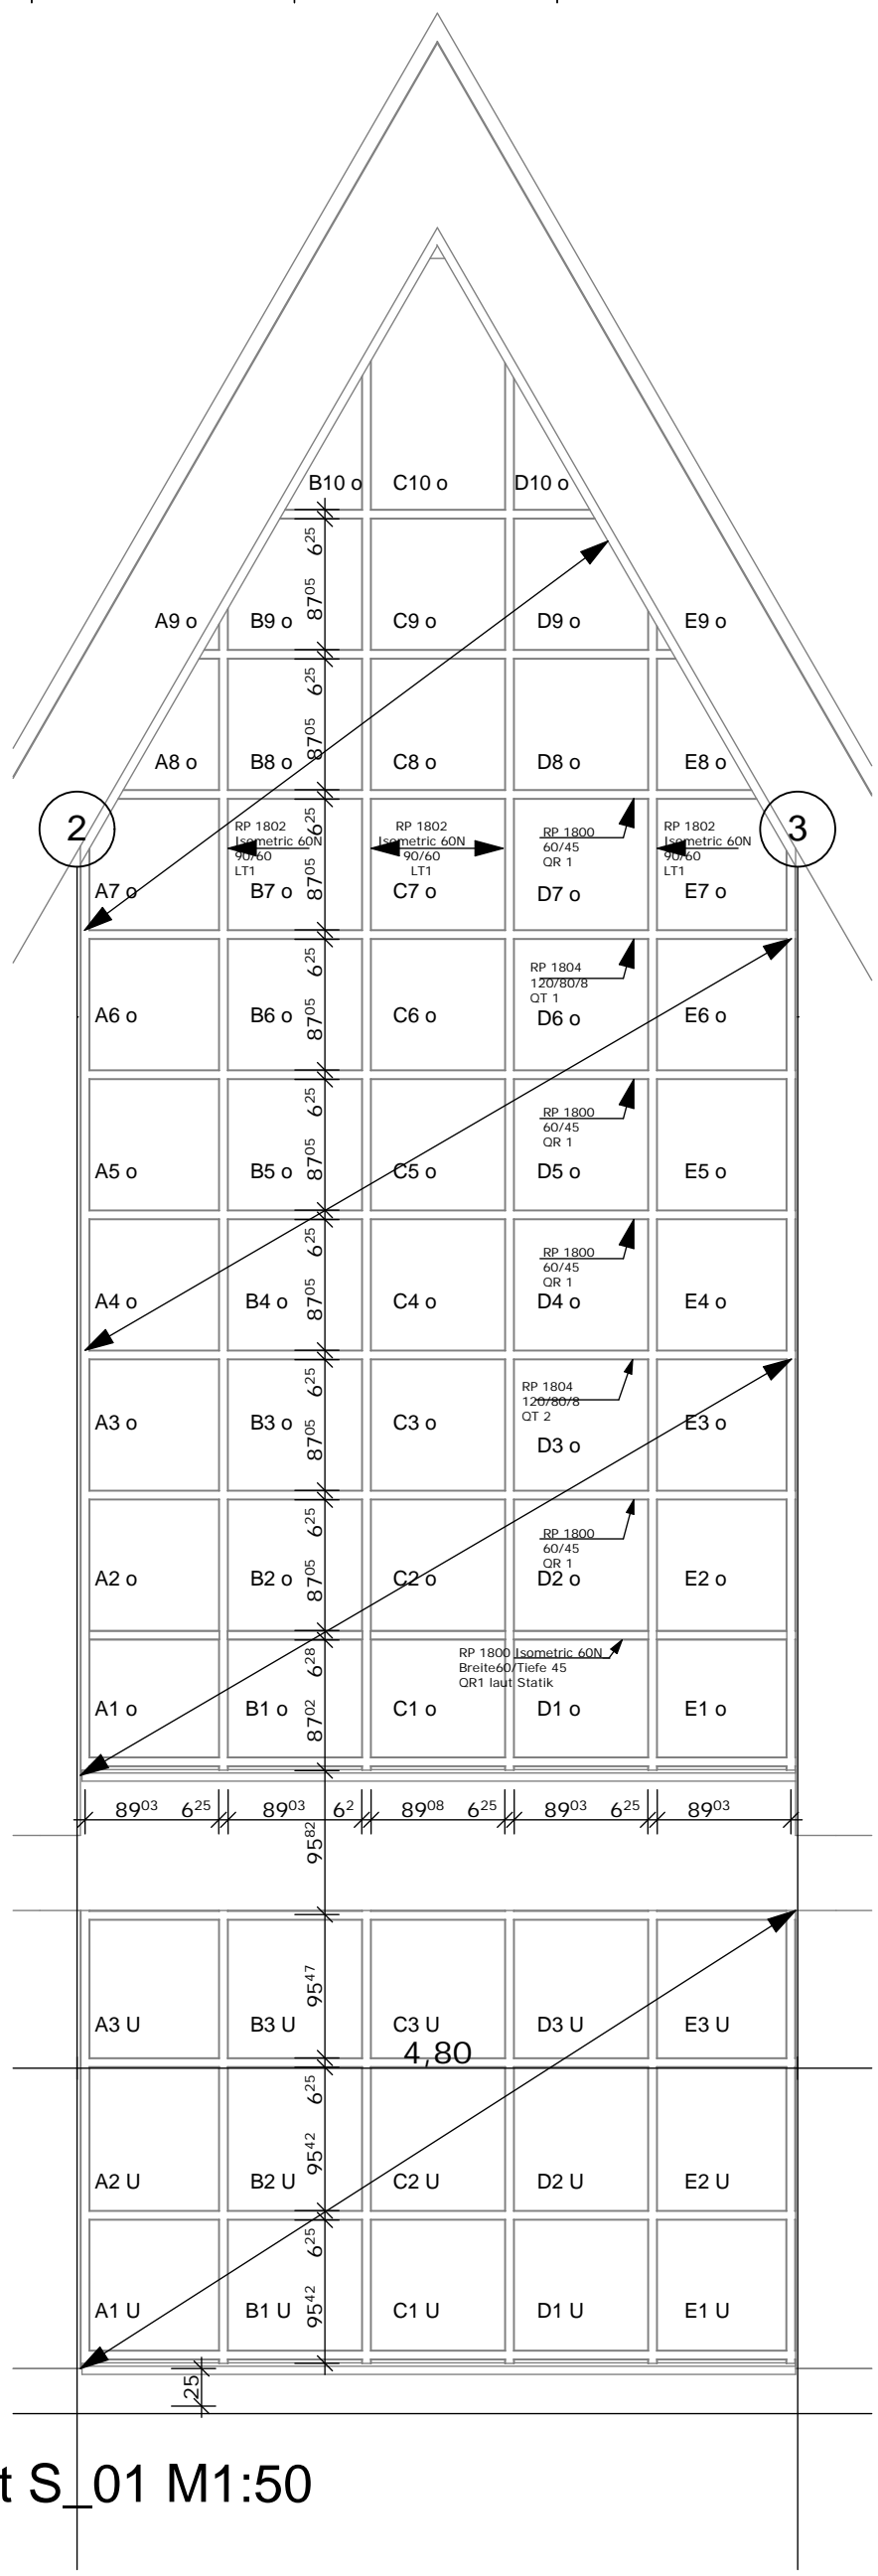 B10 o C10 o D10 o
6²⁵
87⁰⁵
A9 o B9 o C9 o D9 o E9 o
6²⁵
87⁰⁵
A8 o B8 o C8 o D8 o E8 o
2
3
6²⁵
87⁰⁵
RP 1802
Isometric 60N
90/60
LT1
RP 1802
Isometric 60N
90/60
LT1
RP 1800
60/45
QR 1
RP 1802
Isometric 60N
90/60
LT1
A7 o B7 o C7 o D7 o E7 o
6²⁵
87⁰⁵
RP 1804
120/80/8
QT 1
A6 o B6 o C6 o D6 o E6 o
6²⁵
87⁰⁵
RP 1800
60/45
QR 1
A5 o B5 o C5 o D5 o E5 o
6²⁵
87⁰⁵
RP 1800
60/45
QR 1
A4 o B4 o C4 o D4 o E4 o
6²⁵
87⁰⁵
RP 1804
120/80/8
QT 2
A3 o B3 o C3 o D3 o E3 o
6²⁵
87⁰⁵
RP 1800
60/45
QR 1
A2 o B2 o C2 o D2 o E2 o
6²⁸
87⁰²
RP 1800 Isometric 60N
Breite60/Tiefe 45
QR1 laut Statik
A1 o B1 o C1 o D1 o E1 o
89⁰³ 6²⁵ 89⁰³ 6² 89⁰⁸ 6²⁵ 89⁰³ 6²⁵ 89⁰³
95⁸²
95⁴⁷
A3 U B3 U C3 U D3 U E3 U
4,80
6²⁵
95⁴²
A2 U B2 U C2 U D2 U E2 U
6²⁵
95⁴²
A1 U B1 U C1 U D1 U E1 U
25
t S_01 M1:50